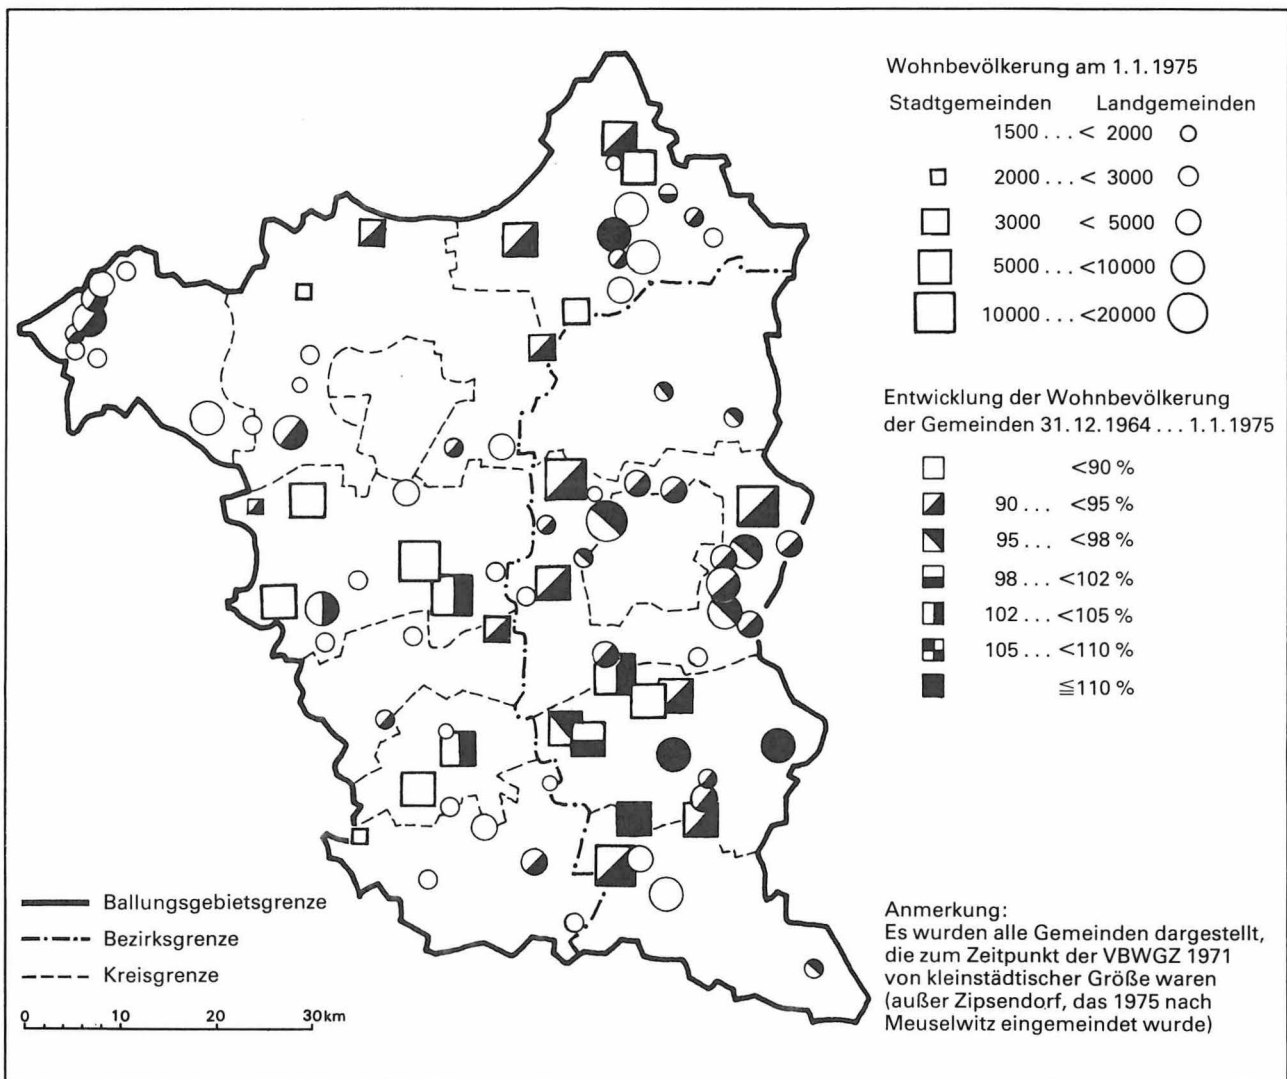 Wohnbevölkerung am 1.1.1975
Stadtgemeinden Landgemeinden
1500 . . . < 2000
2000 . . . < 3000
3000 < 5000
5000 . . . <10000
10000 . . . <20000
Entwicklung der Wohnbevölkerung
der Gemeinden 31.12.1964 . . . 1.1.1975
<90 %
90 . . . <95 %
95 . . . <98 %
98 . . . <102 %
102 . . . <105 %
105 . . . <110 %
≦110 %
Ballungsgebietsgrenze
Bezirksgrenze
Kreisgrenze
0 10 20 30 km
Anmerkung:
Es wurden alle Gemeinden dargestellt,
die zum Zeitpunkt der VBWGZ 1971
von kleinstädtischer Größe waren
(außer Zipsendorf, das 1975 nach
Meuselwitz eingemeindet wurde)